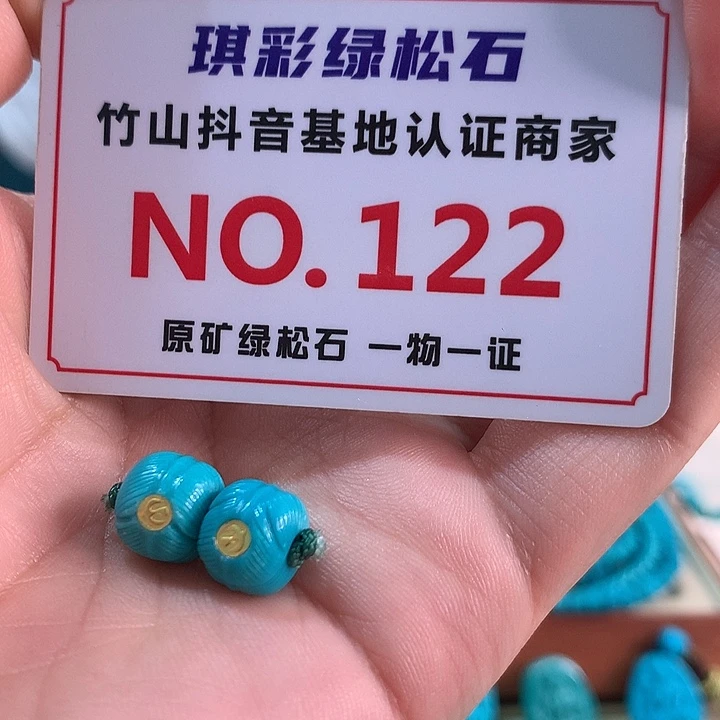 琪彩绿松石
竹山抖音基地认证商家
NO.122
原矿绿松石 一物一证